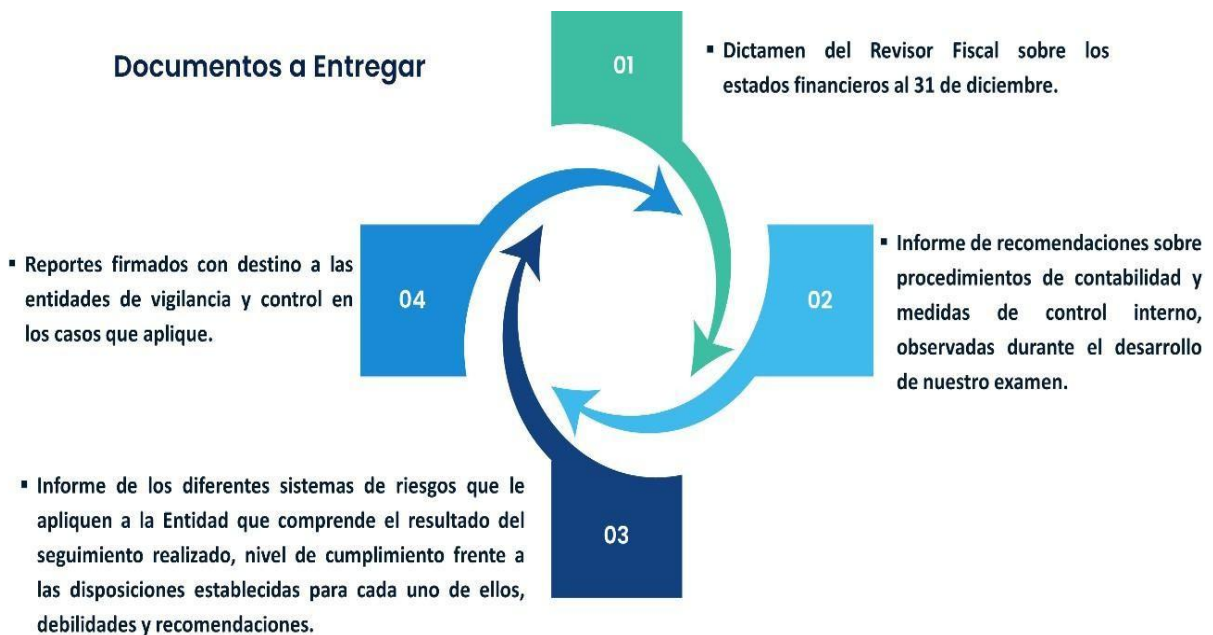 Documentos a Entregar
01
▪ Dictamen del Revisor Fiscal sobre los
estados financieros al 31 de diciembre.
02
▪ Informe de recomendaciones sobre
procedimientos de contabilidad y
medidas de control interno,
observadas durante el desarrollo
de nuestro examen.
03
▪ Informe de los diferentes sistemas de riesgos que le
apliquen a la Entidad que comprende el resultado del
seguimiento realizado, nivel de cumplimiento frente a
las disposiciones establecidas para cada uno de ellos,
debilidades y recomendaciones.
04
▪ Reportes firmados con destino a las
entidades de vigilancia y control en
los casos que aplique.